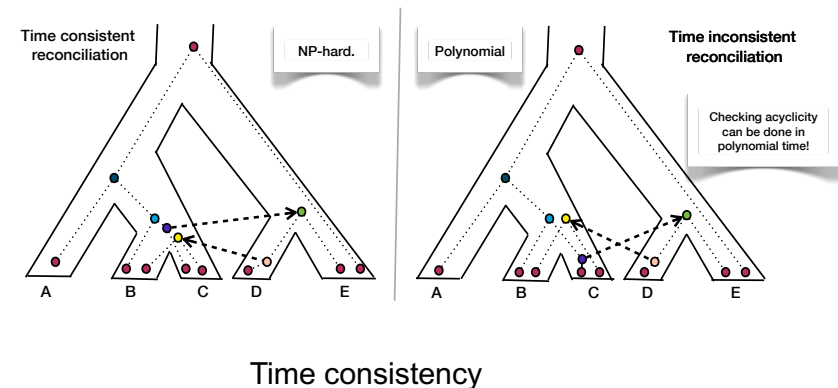 Time consistent
reconciliation
NP-hard.
A
B
C
D
E
Polynomial
Time inconsistent
reconciliation
Checking acyclicity
can be done in
polynomial time!
A
B
C
D
E
Time consistency